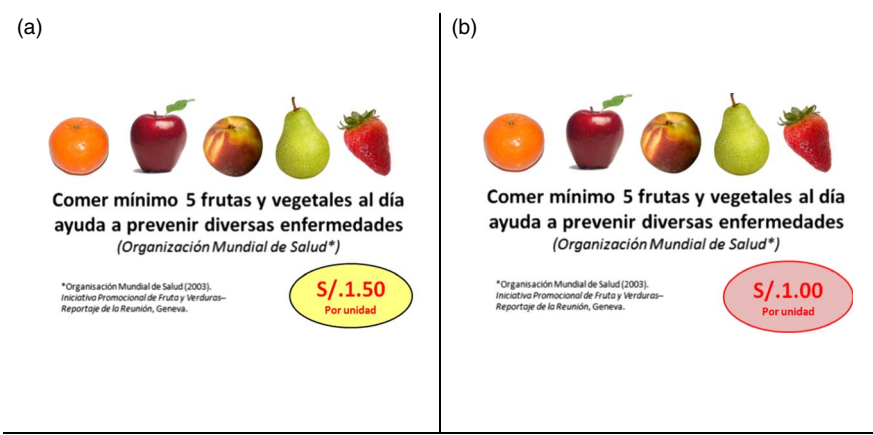 (a)
Comer mínimo 5 frutas y vegetales al día
ayuda a prevenir diversas enfermedades
(Organización Mundial de Salud*)
*Organisación Mundial de Salud (2003).
Iniciativa Promocional de Fruta y Verduras–
Reportaje de la Reunión, Geneva.
S/.1.50
Por unidad
(b)
Comer mínimo 5 frutas y vegetales al día
ayuda a prevenir diversas enfermedades
(Organización Mundial de Salud*)
*Organisación Mundial de Salud (2003).
Iniciativa Promocional de Fruta y Verduras–
Reportaje de la Reunión, Geneva.
S/.1.00
Por unidad